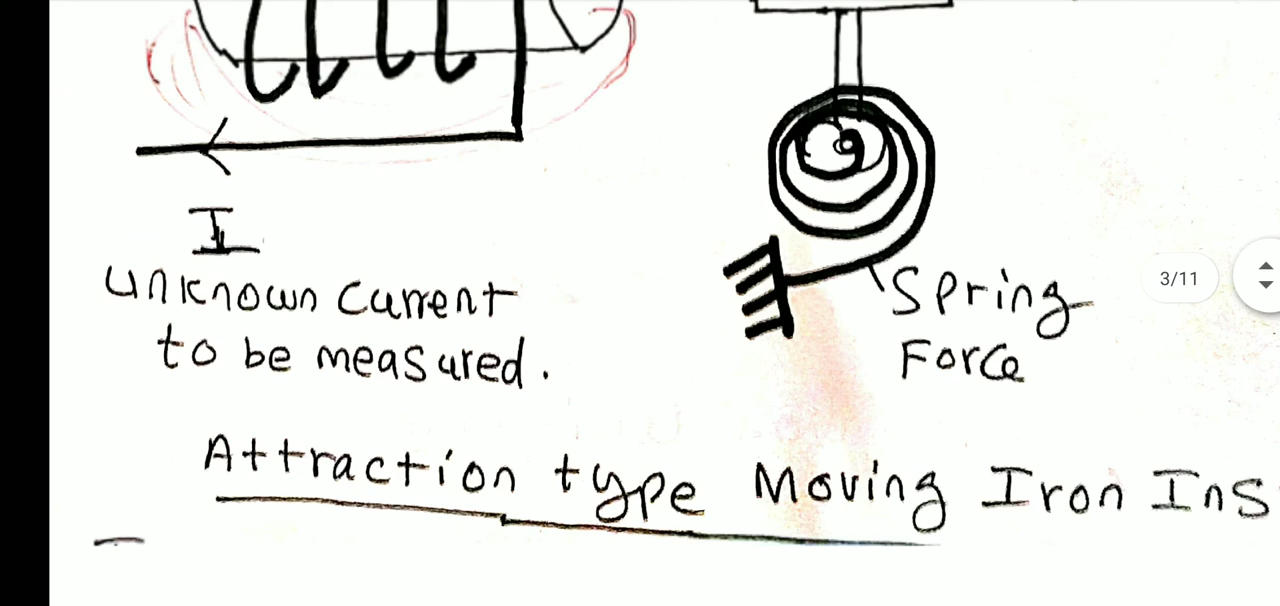 I
unknown current
to be measured.
3/11
Spring
Force
Attraction type Moving Iron Ins